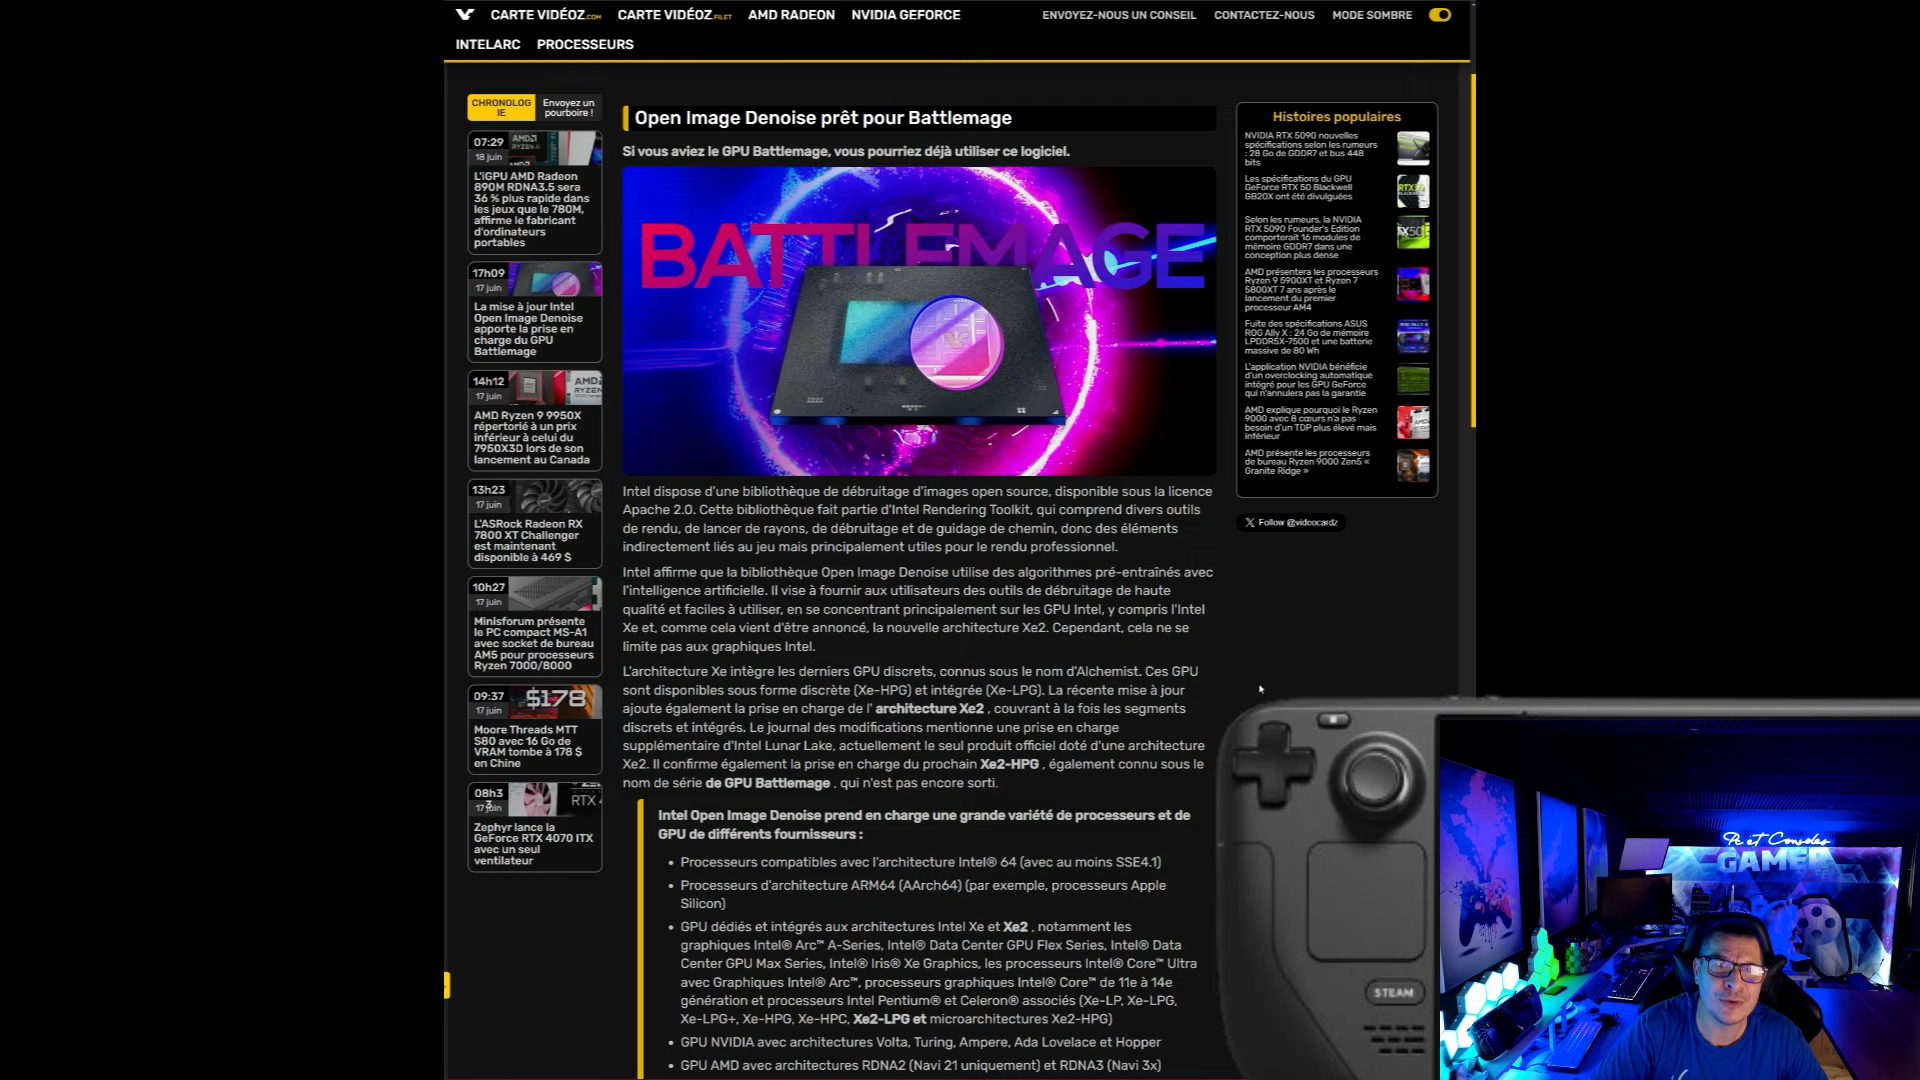 CARTE VIDÉOZ.COM CARTE VIDÉOZ.FILET AMD RADEON NVIDIA GEFORCE ENVOYEZ-NOUS UN CONSEIL CONTACTEZ-NOUS MODE SOMBRE
INTELARC PROCESSEURS
CHRONOLOG
IE
Envoyez un
pourboire !
07:29
18 juin
L'iGPU AMD Radeon
890M RDNA3.5 sera
36 % plus rapide dans
les jeux que le 780M,
affirme le fabricant
d'ordinateurs
portables
17h09
17 juin
La mise à jour Intel
Open Image Denoise
apporte la prise en
charge du GPU
Battlemage
14h12
17 juin
AMD Ryzen 9 9950X
répertorié à un prix
inférieur à celui du
7950X3D lors de son
lancement au Canada
13h23
17 juin
L'ASRock Radeon RX
7800 XT Challenger
est maintenant
disponible à 469 $
10h27
17 juin
Minisforum présente
le PC compact MS-A1
avec socket de bureau
AM5 pour processeurs
Ryzen 7000/8000
09:37
17 juin
$178
Moore Threads MTT
S80 avec 16 Go de
VRAM tombe à 178 $
en Chine
08h3
3
17 juin
RTX 4
Zephyr lance la
GeForce RTX 4070 ITX
avec un seul
ventilateur
Open Image Denoise prêt pour Battlemage
Si vous aviez le GPU Battlemage, vous pourriez déjà utiliser ce logiciel.
BATTLEMAGE
Intel dispose d'une bibliothèque de débruitage d'images open source, disponible sous la licence
Apache 2.0. Cette bibliothèque fait partie d'Intel Rendering Toolkit, qui comprend divers outils
de rendu, de lancer de rayons, de débruitage et de guidage de chemin, donc des éléments
indirectement liés au jeu mais principalement utiles pour le rendu professionnel.
Intel affirme que la bibliothèque Open Image Denoise utilise des algorithmes pré-entraînés avec
l'intelligence artificielle. Il vise à fournir aux utilisateurs des outils de débruitage de haute
qualité et faciles à utiliser, en se concentrant principalement sur les GPU Intel, y compris l'Intel
Xe et, comme cela vient d'être annoncé, la nouvelle architecture Xe2. Cependant, cela ne se
limite pas aux graphiques Intel.
L'architecture Xe intègre les derniers GPU discrets, connus sous le nom d'Alchemist. Ces GPU
sont disponibles sous forme discrète (Xe-HPG) et intégrée (Xe-LPG). La récente mise à jour
ajoute également la prise en charge de l' architecture Xe2 , couvrant à la fois les segments
discrets et intégrés. Le journal des modifications mentionne une prise en charge
supplémentaire d'Intel Lunar Lake, actuellement le seul produit officiel doté d'une architecture
Xe2. Il confirme également la prise en charge du prochain Xe2-HPG , également connu sous le
nom de série de GPU Battlemage , qui n'est pas encore sorti.
Intel Open Image Denoise prend en charge une grande variété de processeurs et de
GPU de différents fournisseurs :
• Processeurs compatibles avec l'architecture Intel® 64 (avec au moins SSE4.1)
• Processeurs d'architecture ARM64 (AArch64) (par exemple, processeurs Apple
Silicon)
• GPU dédiés et intégrés aux architectures Intel Xe et Xe2 , notamment les
graphiques Intel® Arc™ A-Series, Intel® Data Center GPU Flex Series, Intel® Data
Center GPU Max Series, Intel® Iris® Xe Graphics, les processeurs Intel® Core™ Ultra
avec Graphiques Intel® Arc™, processeurs graphiques Intel® Core™ de 11e à 14e
génération et processeurs Intel Pentium® et Celeron® associés (Xe-LP, Xe-LPG,
Xe-LPG+, Xe-HPG, Xe-HPC, Xe2-LPG et microarchitectures Xe2-HPG)
• GPU NVIDIA avec architectures Volta, Turing, Ampere, Ada Lovelace et Hopper
• GPU AMD avec architectures RDNA2 (Navi 21 uniquement) et RDNA3 (Navi 3x)
Histoires populaires
NVIDIA RTX 5090 nouvelles
spécifications selon les rumeurs
: 28 Go de GDDR7 et bus 448
bits
Les spécifications du GPU
GeForce RTX 50 Blackwell
GB20X ont été divulguées
Selon les rumeurs, la NVIDIA
RTX 5090 Founder's Edition
comporterait 16 modules de
mémoire GDDR7 dans une
conception plus dense
AMD présentera les processeurs
Ryzen 9 5900XT et Ryzen 7
5800XT 7 ans après le
lancement du premier
processeur AM4
Fuite des spécifications ASUS
ROG Ally X : 24 Go de mémoire
LPDDR5X-7500 et une batterie
massive de 80 Wh
L'application NVIDIA bénéficie
d'un overclocking automatique
intégré pour les GPU GeForce
qui n'annulera pas la garantie
AMD explique pourquoi le Ryzen
9000 avec 8 cœurs n'a pas
besoin d'un TDP plus élevé mais
inférieur
AMD présente les processeurs
de bureau Ryzen 9000 Zen5 «
Granite Ridge »
Follow @videocardz
STEAM
Pc et Consoles
GAMER